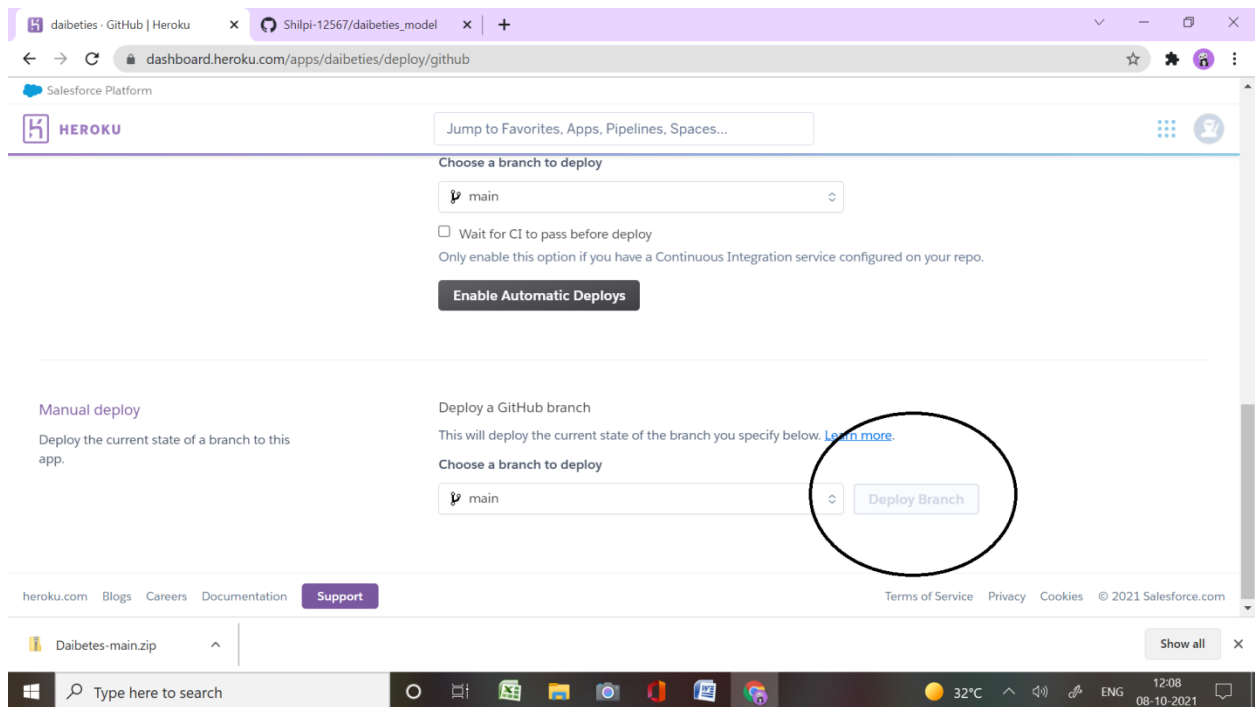 daibeties · GitHub | Heroku
Shilpi-12567/daibeties_model
dashboard.heroku.com/apps/daibeties/deploy/github
Salesforce Platform
HEROKU
Jump to Favorites, Apps, Pipelines, Spaces...
Choose a branch to deploy
main
Wait for CI to pass before deploy
Only enable this option if you have a Continuous Integration service configured on your repo.
Enable Automatic Deploys
Manual deploy
Deploy the current state of a branch to this
app.
Deploy a GitHub branch
This will deploy the current state of the branch you specify below. Learn more.
Choose a branch to deploy
main
Deploy Branch
heroku.com Blogs Careers Documentation Support
Terms of Service Privacy Cookies © 2021 Salesforce.com
Daibetes-main.zip
Show all
Type here to search
32°C
ENG
12:08
08-10-2021